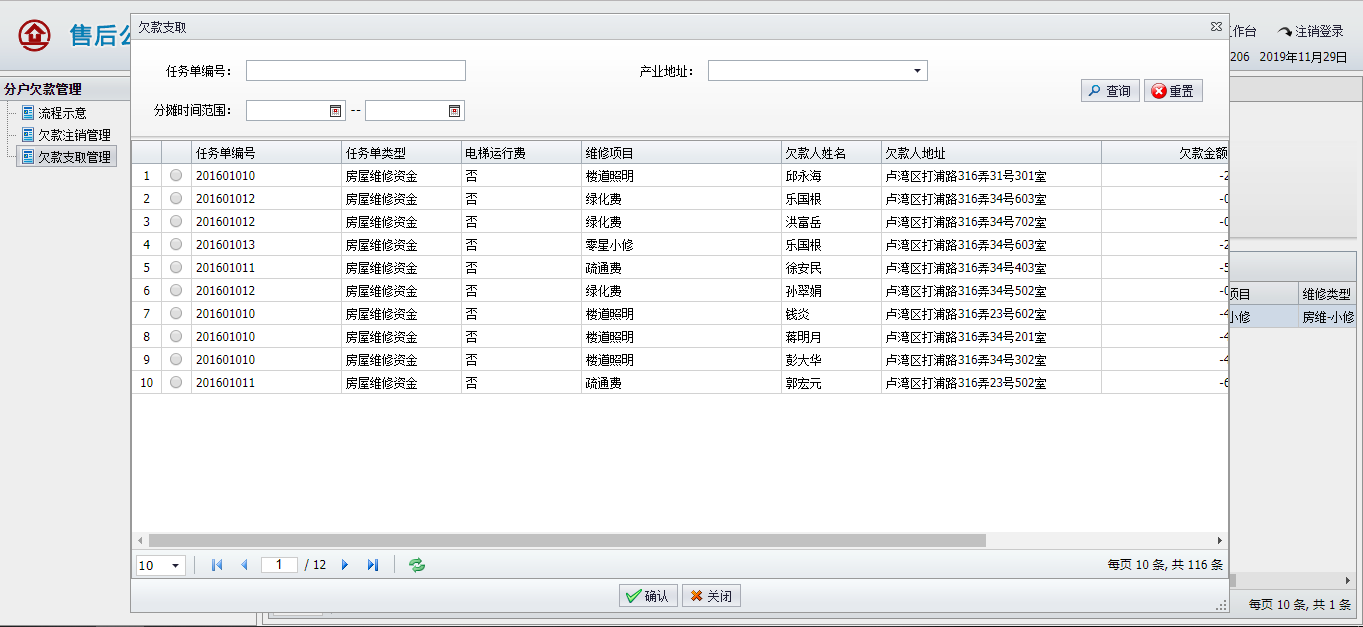 售后公
工作台 注销登录
206 2019年11月29日
分户欠款管理
流程示意
欠款注销管理
欠款支取管理
欠款支取
任务单编号： 产业地址：
分摊时间范围： --
查询 重置
任务单编号 任务单类型 电梯运行费 维修项目 欠款人姓名 欠款人地址 欠款金额
1 201601010 房屋维修资金 否 楼道照明 邱永海 卢湾区打浦路316弄31号301室 -2
2 201601012 房屋维修资金 否 绿化费 乐国根 卢湾区打浦路316弄34号603室 -0
3 201601012 房屋维修资金 否 绿化费 洪富岳 卢湾区打浦路316弄34号702室 -0
4 201601013 房屋维修资金 否 零星小修 乐国根 卢湾区打浦路316弄34号603室 -2
5 201601011 房屋维修资金 否 疏通费 徐安民 卢湾区打浦路316弄34号403室 -5
6 201601012 房屋维修资金 否 绿化费 孙翠娟 卢湾区打浦路316弄34号502室 -0
7 201601010 房屋维修资金 否 楼道照明 钱炎 卢湾区打浦路316弄23号602室 -4
8 201601010 房屋维修资金 否 楼道照明 蒋明月 卢湾区打浦路316弄34号201室 -4
9 201601010 房屋维修资金 否 楼道照明 彭大华 卢湾区打浦路316弄34号302室 -4
10 201601011 房屋维修资金 否 疏通费 郭宏元 卢湾区打浦路316弄23号502室 -6
项目 维修类型
小修 房维-小修
10 1 / 12 每页 10 条, 共 116 条
确认 关闭
每页 10 条, 共 1 条